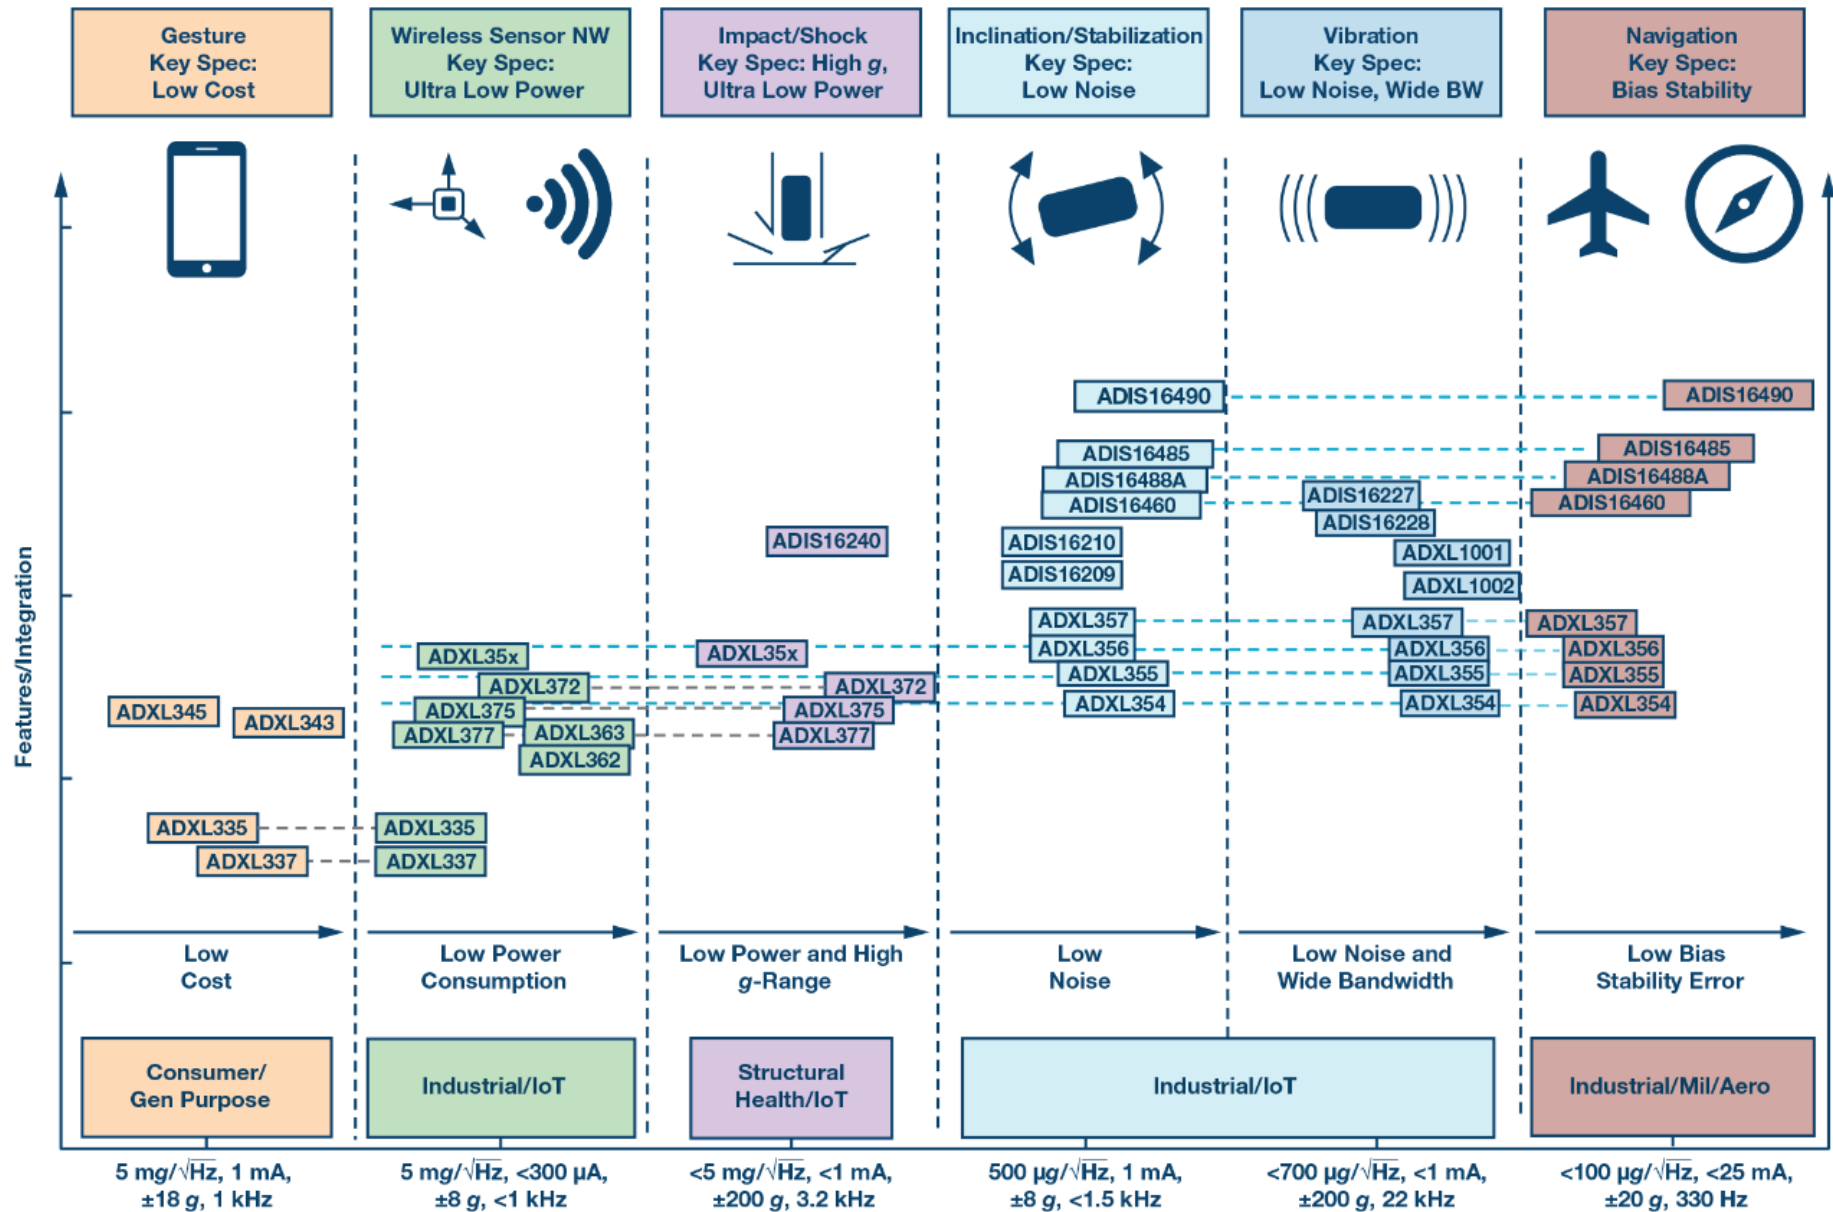 Gesture
Key Spec:
Low Cost
Wireless Sensor NW
Key Spec:
Ultra Low Power
Impact/Shock
Key Spec: High g,
Ultra Low Power
Inclination/Stabilization
Key Spec:
Low Noise
Vibration
Key Spec:
Low Noise, Wide BW
Navigation
Key Spec:
Bias Stability
Features/Integration
ADXL345
ADXL343
ADXL335
ADXL337
ADXL35x
ADXL372
ADXL375
ADXL377
ADXL363
ADXL362
ADXL335
ADXL337
ADIS16240
ADXL35x
ADXL372
ADXL375
ADXL377
ADIS16490
ADIS16485
ADIS16488A
ADIS16460
ADIS16210
ADIS16209
ADXL357
ADXL356
ADXL355
ADXL354
ADIS16227
ADIS16228
ADXL1001
ADXL1002
ADXL357
ADXL356
ADXL355
ADXL354
ADIS16490
ADIS16485
ADIS16488A
ADIS16460
ADXL357
ADXL356
ADXL355
ADXL354
Low
Cost
Low Power
Consumption
Low Power and High
g-Range
Low
Noise
Low Noise and
Wide Bandwidth
Low Bias
Stability Error
Consumer/
Gen Purpose
Industrial/IoT
Structural
Health/IoT
Industrial/IoT
Industrial/Mil/Aero
5 mg/√Hz, 1 mA,
±18 g, 1 kHz
5 mg/√Hz, <300 µA,
±8 g, <1 kHz
<5 mg/√Hz, <1 mA,
±200 g, 3.2 kHz
500 µg/√Hz, 1 mA,
±8 g, <1.5 kHz
<700 µg/√Hz, <1 mA,
±200 g, 22 kHz
<100 µg/√Hz, <25 mA,
±20 g, 330 Hz